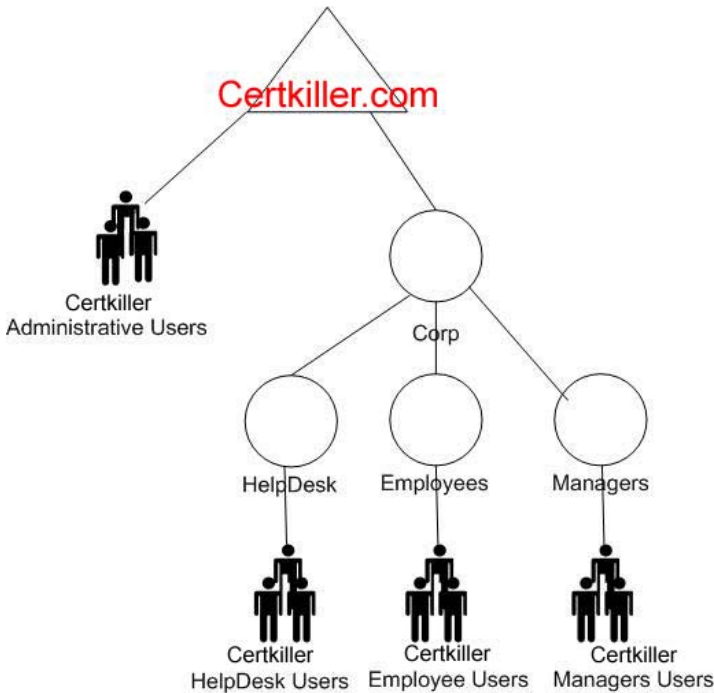 Certkiller.com
Certkiller
Administrative Users
Corp
HelpDesk
Employees
Managers
Certkiller
HelpDesk Users
Certkiller
Employee Users
Certkiller
Managers Users